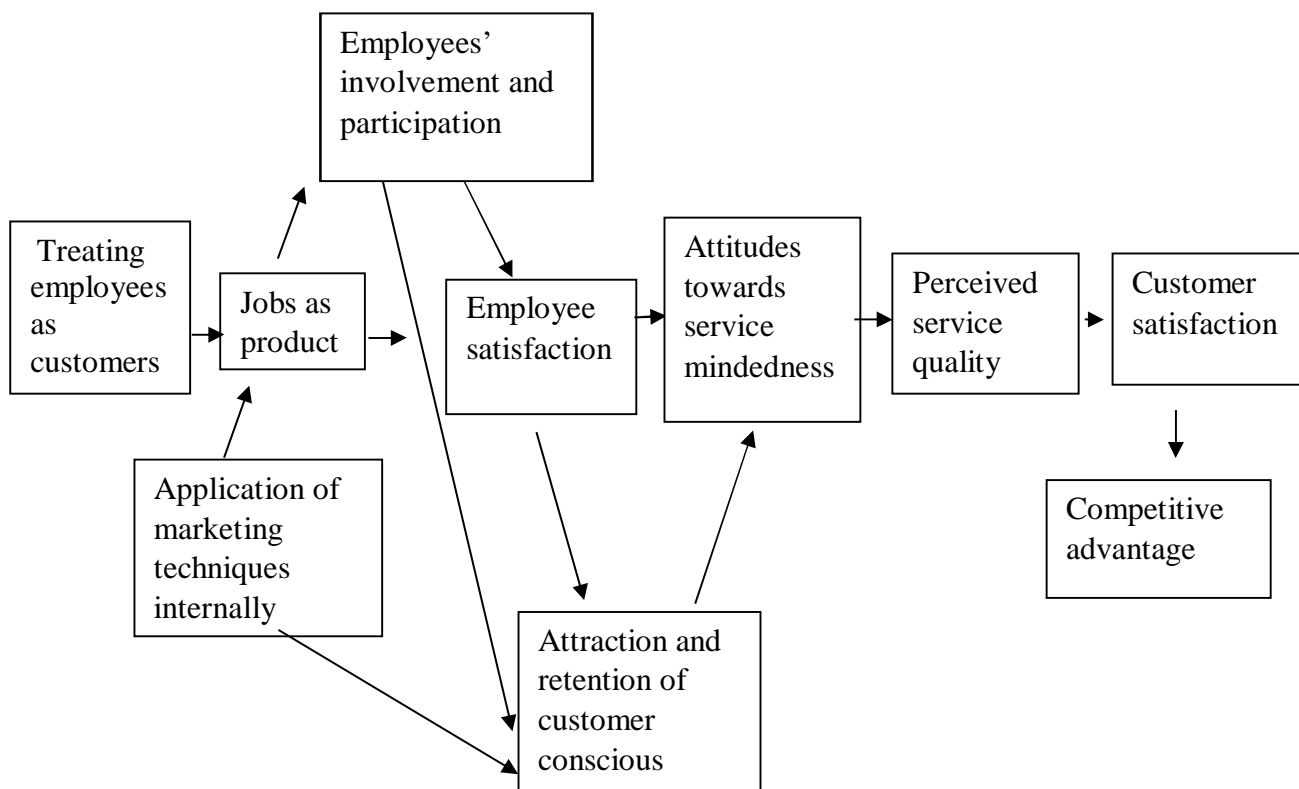 Employees’
involvement and
participation
Treating
employees
as
customers
Jobs as
product
Employee
satisfaction
Attitudes
towards
service
mindedness
Perceived
service
quality
Customer
satisfaction
Application of
marketing
techniques
internally
Competitive
advantage
Attraction and
retention of
customer
conscious